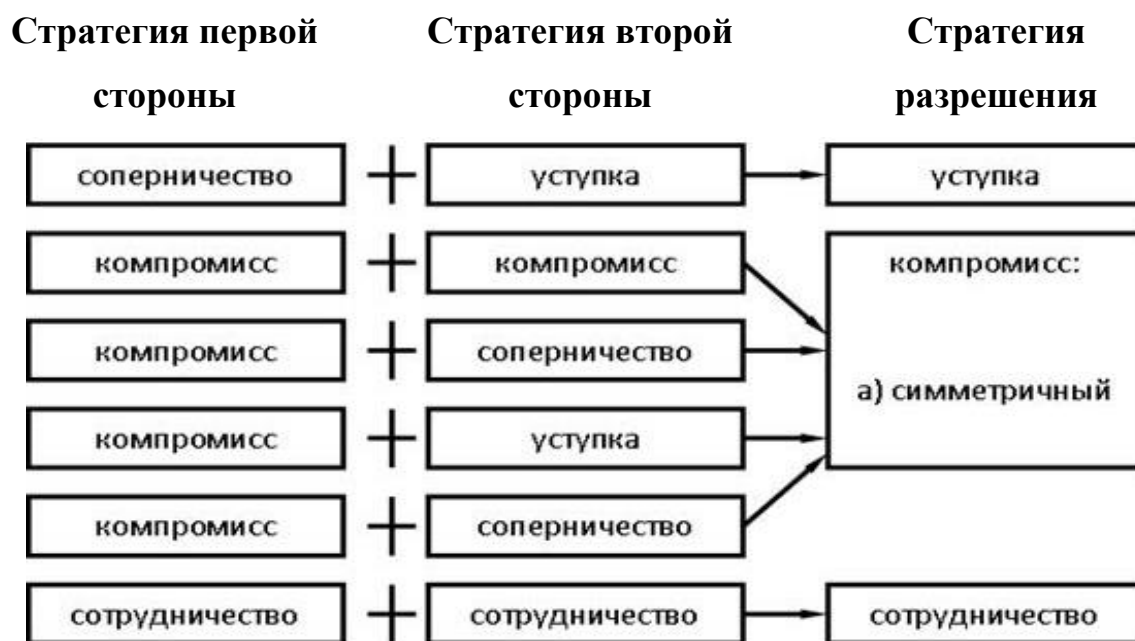 Стратегия первой стороны
Стратегия второй стороны
Стратегия разрешения
соперничество + уступка уступка
компромисс + компромисс компромисс:
компромисс + соперничество
а) симметричный
компромисс + уступка
компромисс + соперничество
сотрудничество + сотрудничество сотрудничество